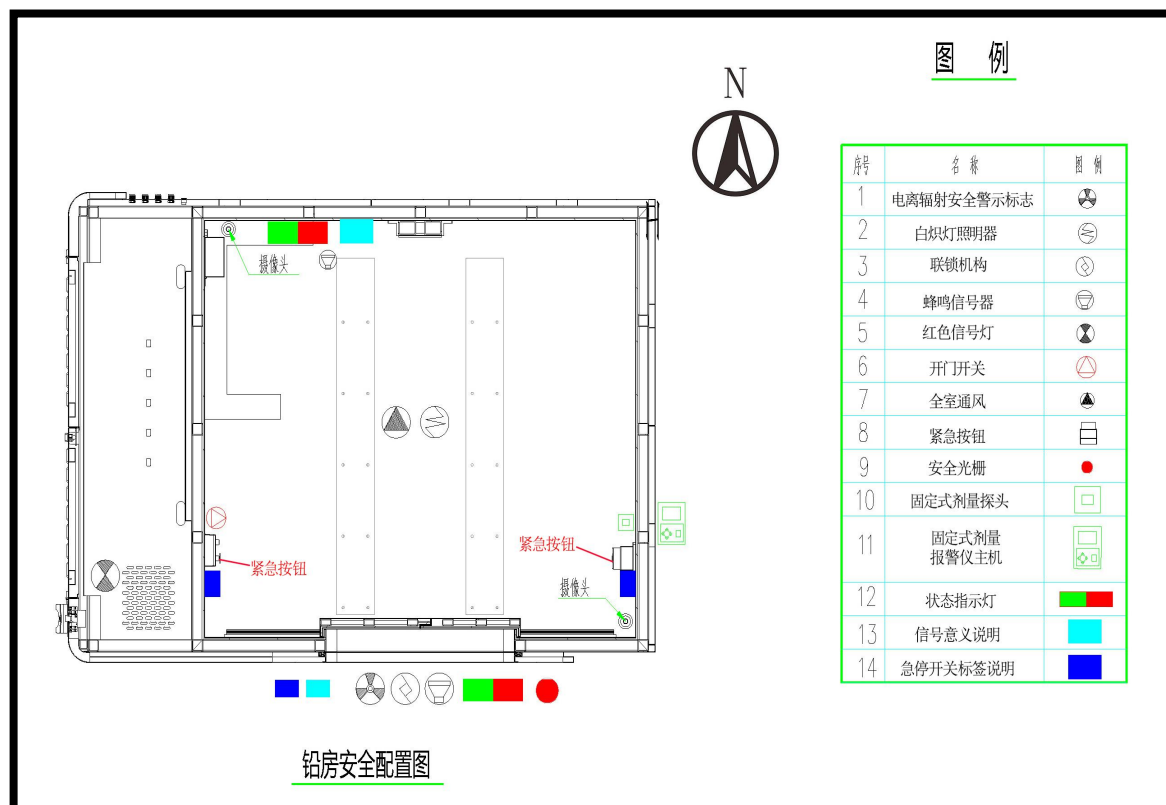 图 例
N
序号 名 称 图 例
1 电离辐射安全警示标志
2 白炽灯照明器
3 联锁机构
4 蜂鸣信号器
5 红色信号灯
6 开门开关
7 全室通风
8 紧急按钮
9 安全光栅
10 固定式剂量探头
11 固定式剂量
报警仪主机
12 状态指示灯
13 信号意义说明
14 急停开关标签说明
摄像头
紧急按钮
紧急按钮
摄像头
铅房安全配置图